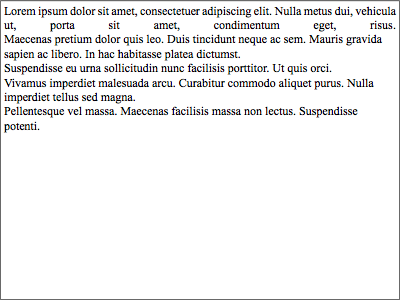 Lorem ipsum dolor sit amet, consectetuer adipiscing elit. Nulla metus dui, vehicula
ut, porta sit amet, condimentum eget, risus.
Maecenas pretium dolor quis leo. Duis tincidunt neque ac sem. Mauris gravida
sapien ac libero. In hac habitasse platea dictumst.
Suspendisse eu urna sollicitudin nunc facilisis porttitor. Ut quis orci.
Vivamus imperdiet malesuada arcu. Curabitur commodo aliquet purus. Nulla
imperdiet tellus sed magna.
Pellentesque vel massa. Maecenas facilisis massa non lectus. Suspendisse
potenti.